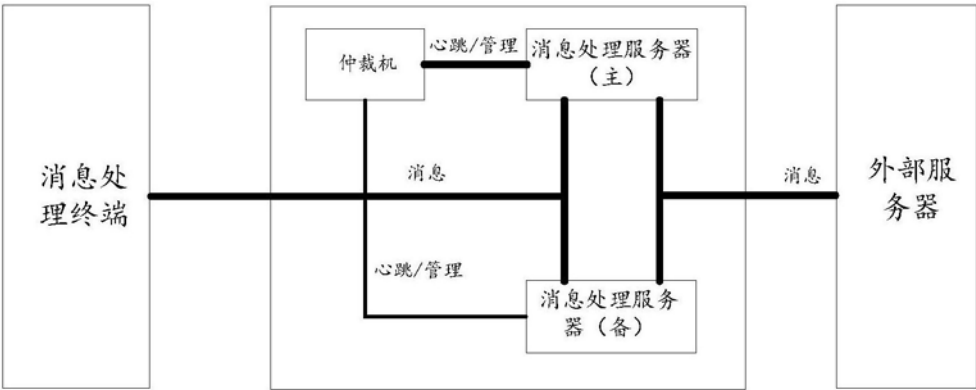 心跳/管理
消息处理服务器
（主）
仲裁机
消息处
理终端
消息
消息
外部服
务器
心跳/管理
消息处理服务
器（备）